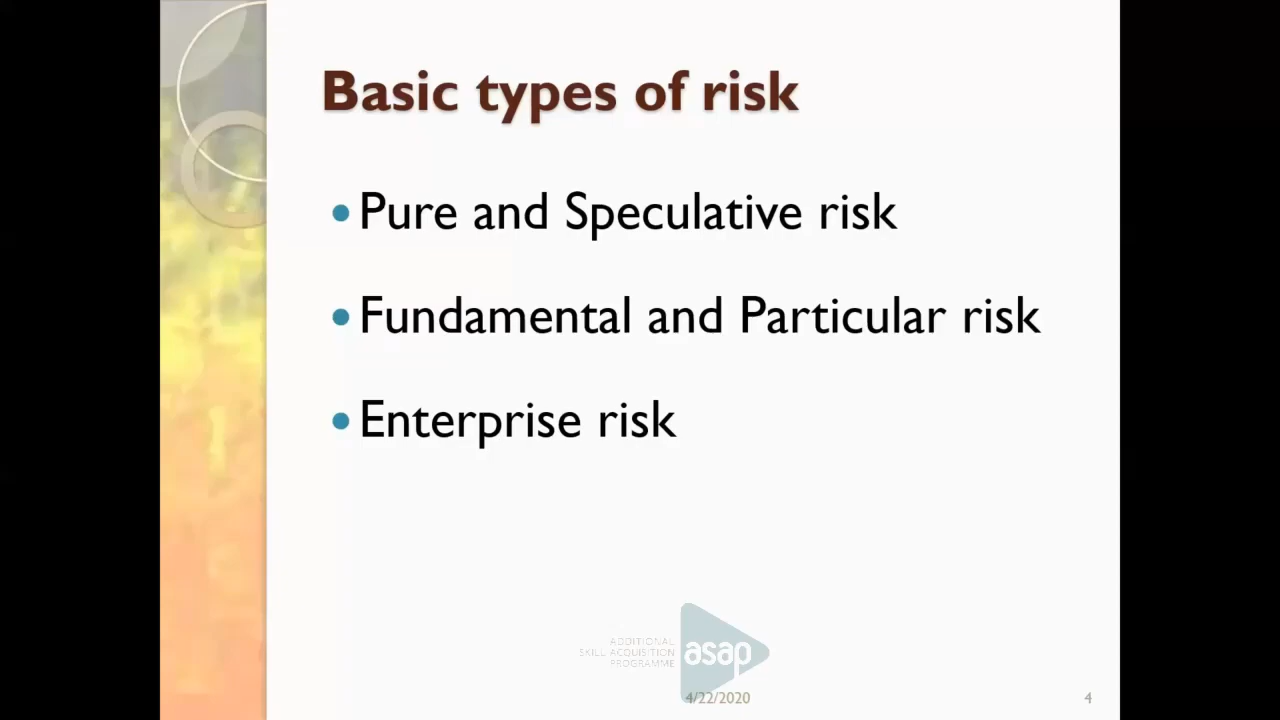 Basic types of risk
Pure and Speculative risk
Fundamental and Particular risk
Enterprise risk
ADDITIONAL
SKILL ACQUISITION
PROGRAMME
asap
4/22/2020
4